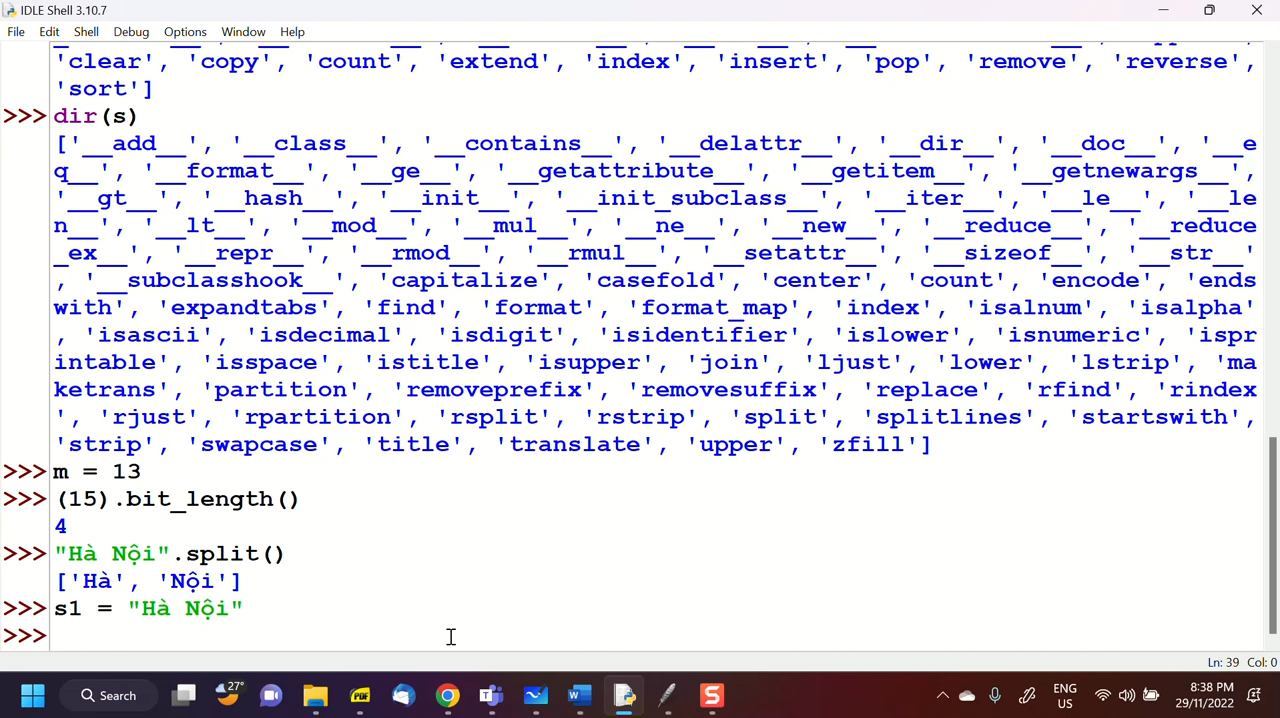 IDLE Shell 3.10.7
File Edit Shell Debug Options Window Help
'clear', 'copy', 'count', 'extend', 'index', 'insert', 'pop', 'remove', 'reverse',
'sort']
>>> dir(s)
['__add__', '__class__', '__contains__', '__delattr__', '__dir__', '__doc__', '__e
q__', '__format__', '__ge__', '__getattribute__', '__getitem__', '__getnewargs__',
'__gt__', '__hash__', '__init__', '__init_subclass__', '__iter__', '__le__', '__le
n__', '__lt__', '__mod__', '__mul__', '__ne__', '__new__', '__reduce__', '__reduce
_ex__', '__repr__', '__rmod__', '__rmul__', '__setattr__', '__sizeof__', '__str__'
, '__subclasshook__', 'capitalize', 'casefold', 'center', 'count', 'encode', 'ends
with', 'expandtabs', 'find', 'format', 'format_map', 'index', 'isalnum', 'isalpha'
, 'isascii', 'isdecimal', 'isdigit', 'isidentifier', 'islower', 'isnumeric', 'ispr
intable', 'isspace', 'istitle', 'isupper', 'join', 'ljust', 'lower', 'lstrip', 'ma
ketrans', 'partition', 'removeprefix', 'removesuffix', 'replace', 'rfind', 'rindex
', 'rjust', 'rpartition', 'rsplit', 'rstrip', 'split', 'splitlines', 'startswith',
'strip', 'swapcase', 'title', 'translate', 'upper', 'zfill']
>>> m = 13
>>> (15).bit_length()
4
>>> "Hà Nội".split()
['Hà', 'Nội']
>>> s1 = "Hà Nội"
>>>
Ln: 39 Col: 0
Search 27° PDF W T S ENG 8:38 PM
US 29/11/2022